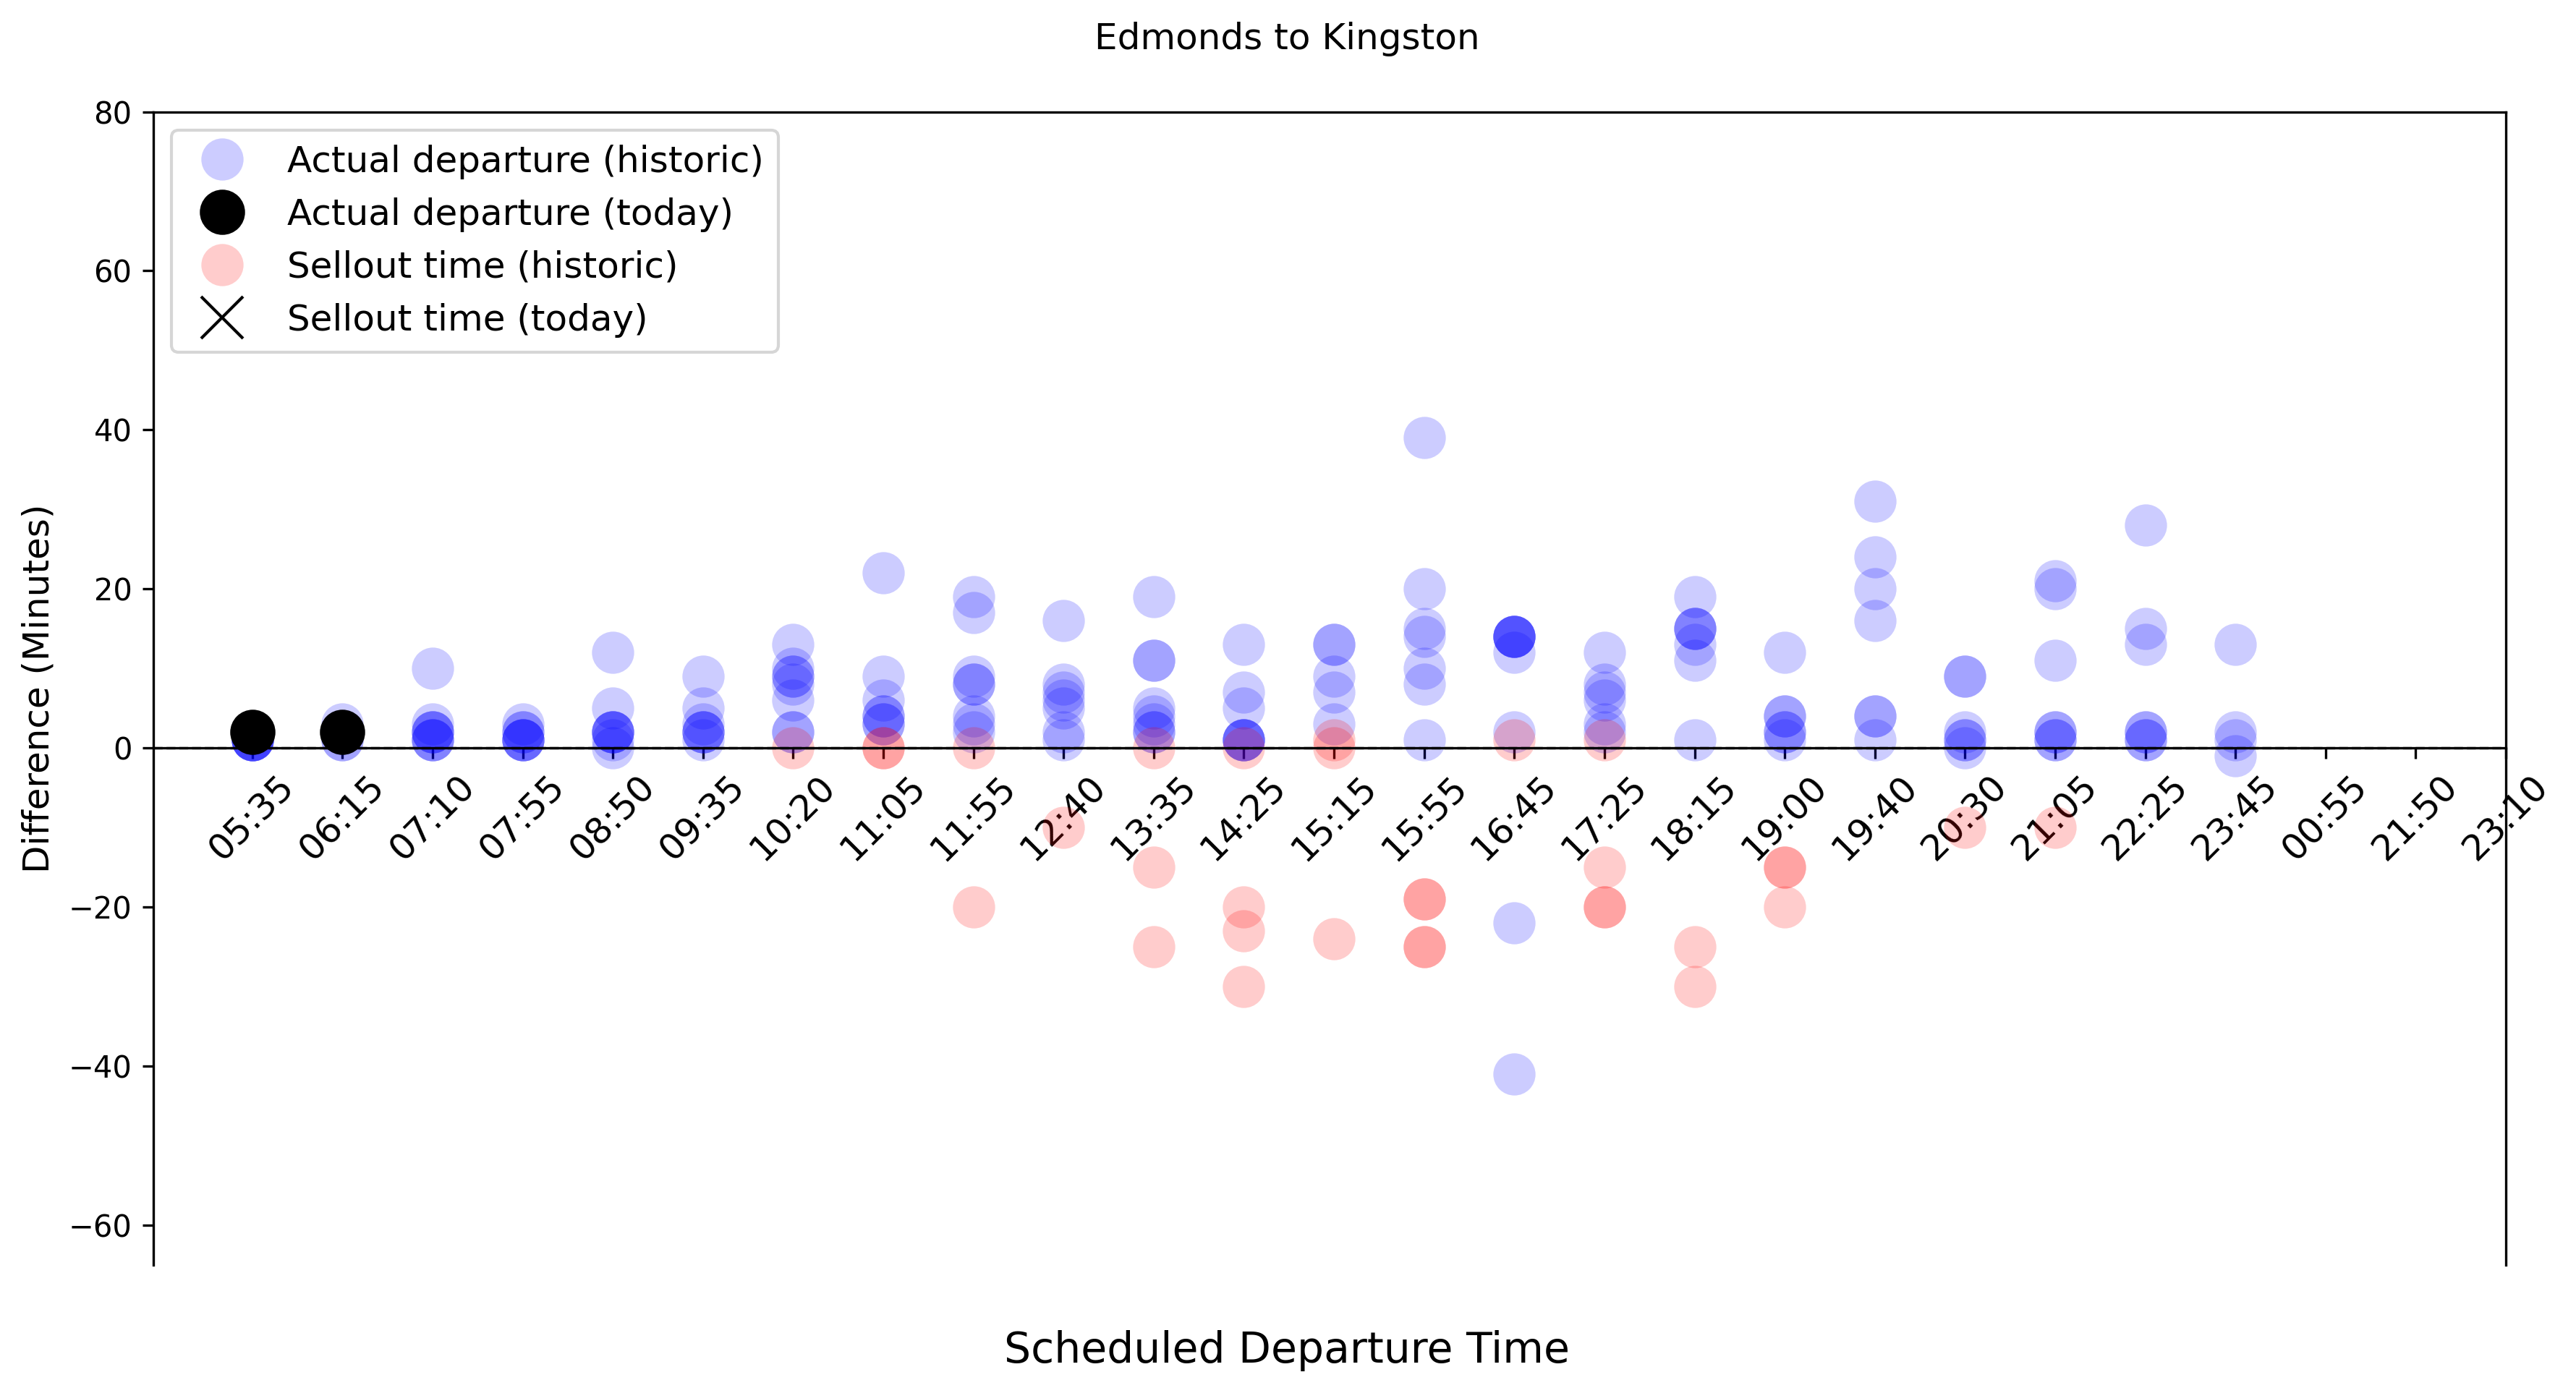 Edmonds to Kingston
Actual departure (historic)
Actual departure (today)
Sellout time (historic)
Sellout time (today)
Difference (Minutes)
80
60
40
20
0
−20
−40
−60
05:35 06:15 07:10 07:55 08:50 09:35 10:20 11:05 11:55 12:40 13:35 14:25 15:15 15:55 16:45 17:25 18:15 19:00 19:40 20:30 21:05 22:25 23:45 00:55 21:50 23:10
Scheduled Departure Time